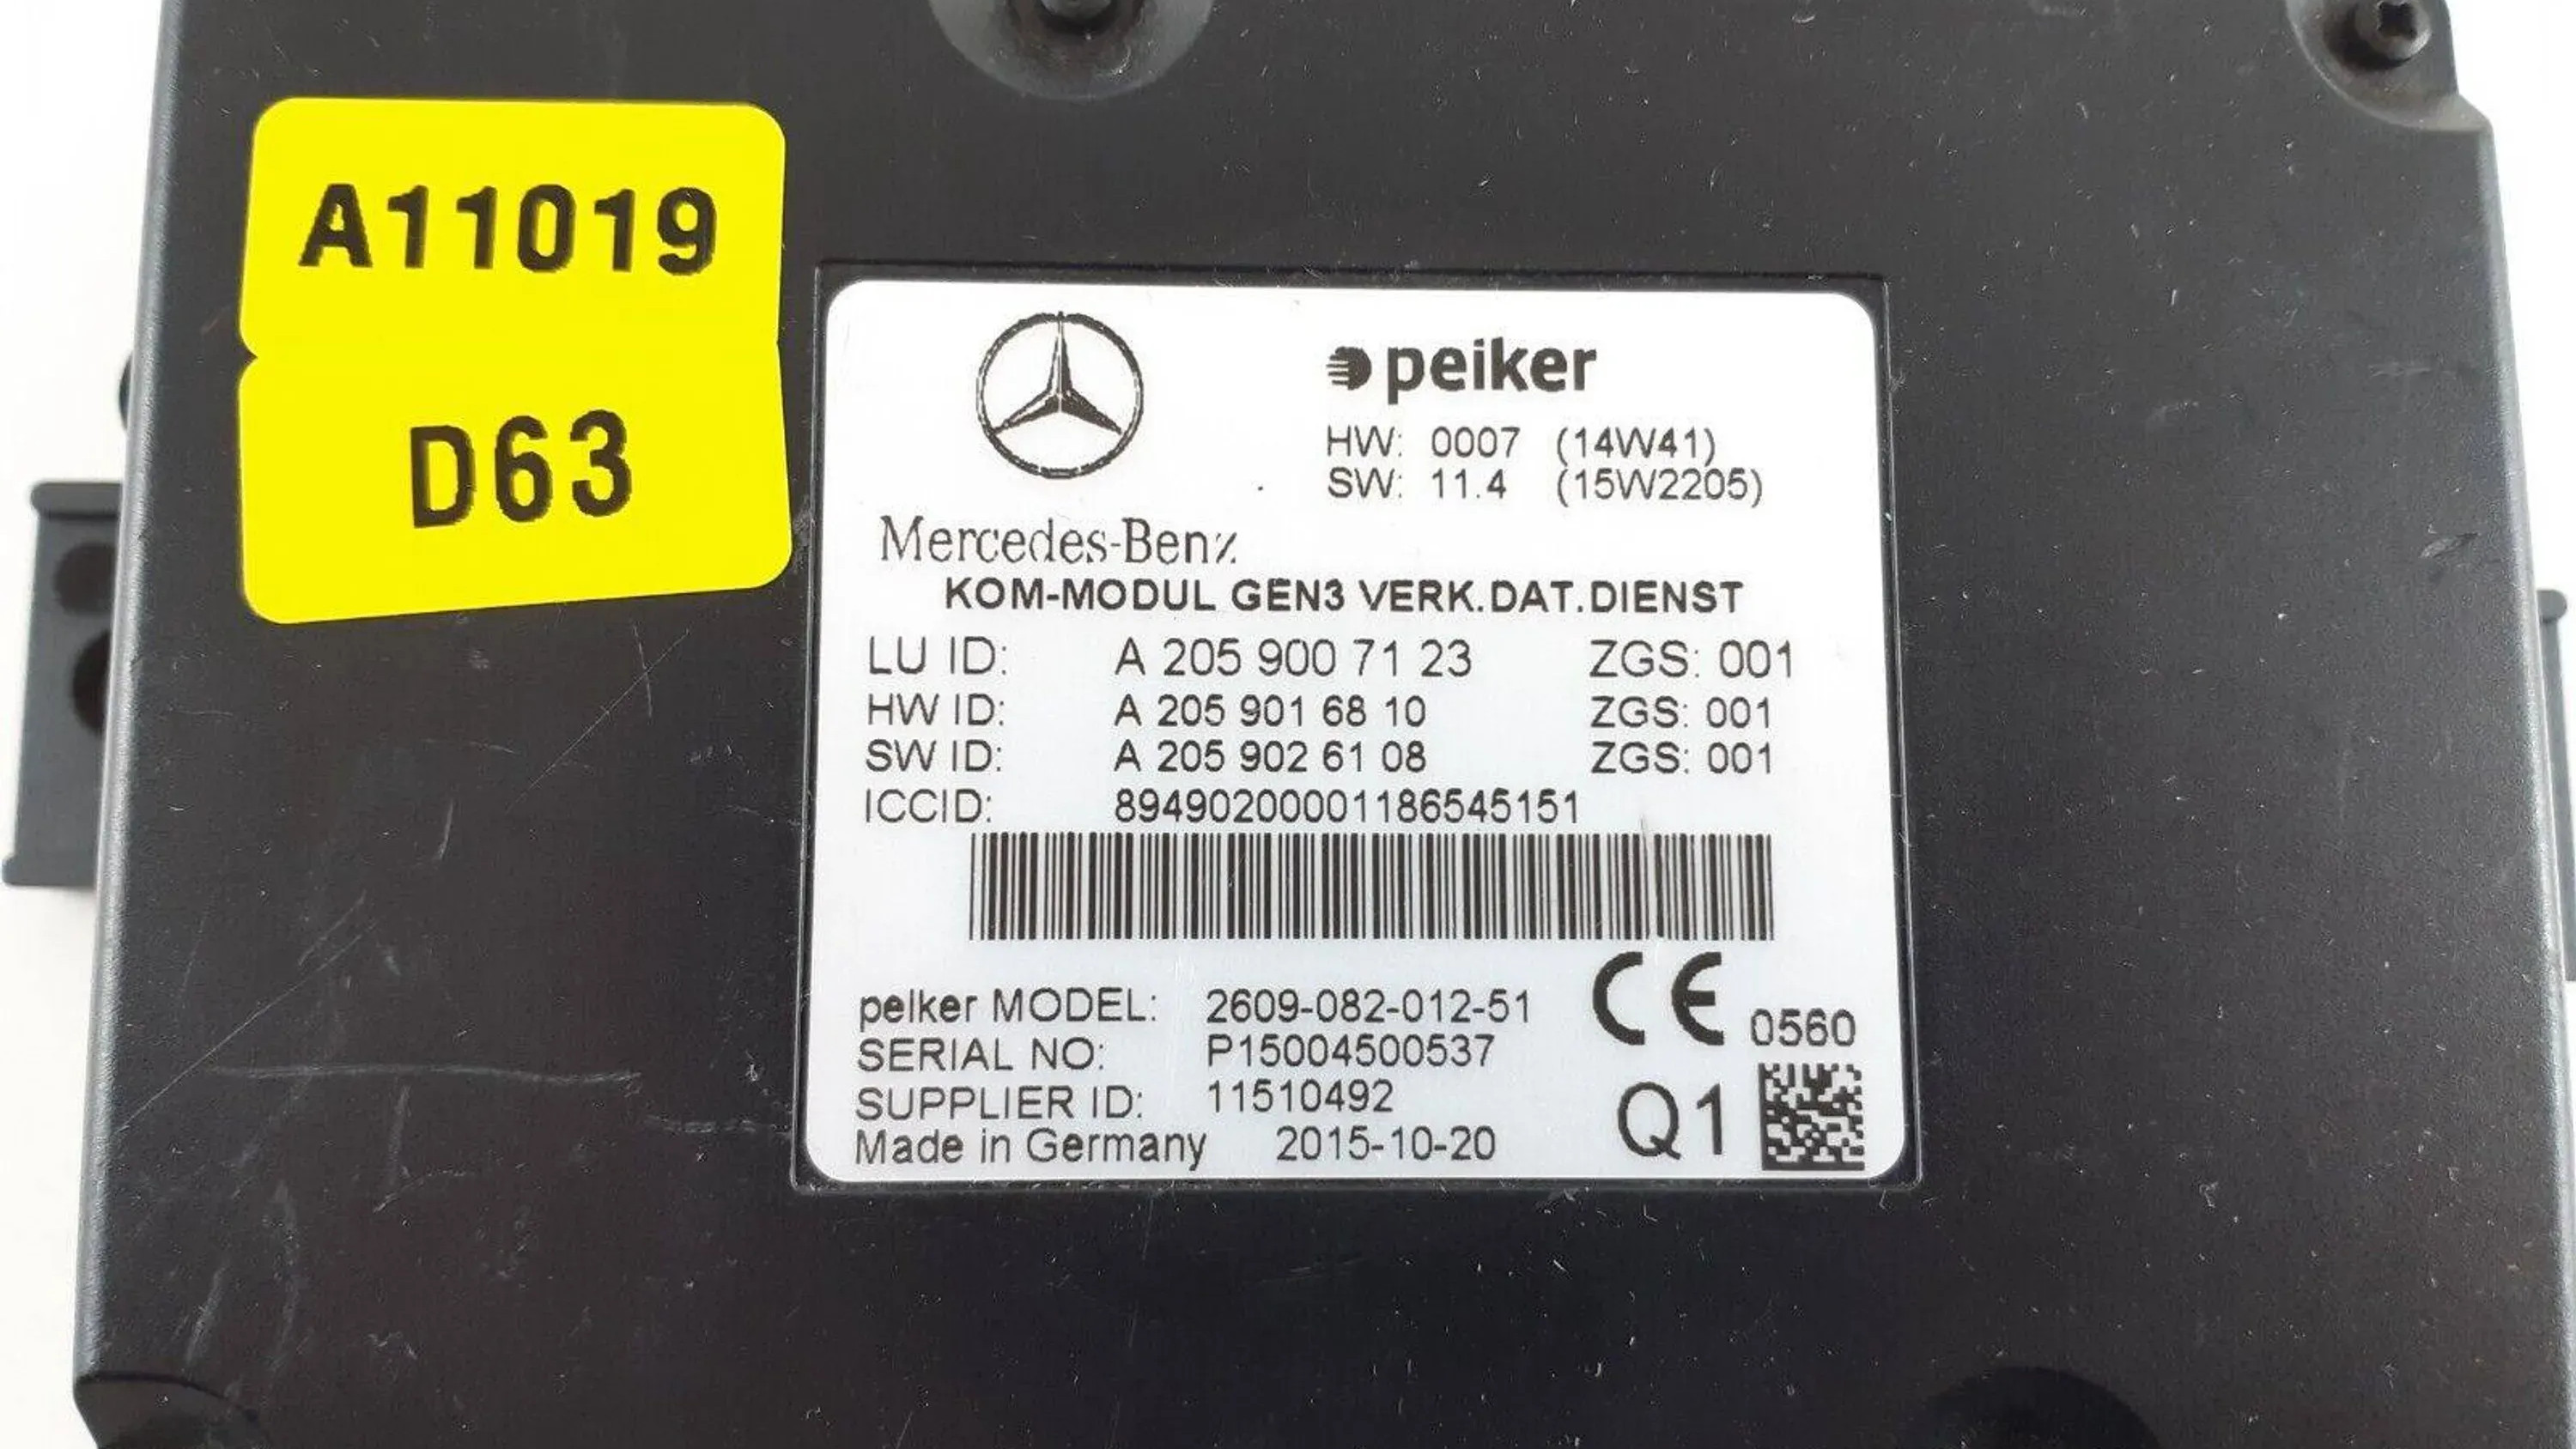 A11019
D63
peiker
HW: 0007 (14W41)
SW: 11.4 (15W2205)
Mercedes-Benz
KOM-MODUL GEN3 VERK.DAT.DIENST
LU ID: A 205 900 71 23 ZGS: 001
HW ID: A 205 901 68 10 ZGS: 001
SW ID: A 205 902 61 08 ZGS: 001
ICCID: 89490200001186545151
peiker MODEL: 2609-082-012-51 CE 0560
SERIAL NO: P15004500537
SUPPLIER ID: 11510492
Made in Germany 2015-10-20 Q1